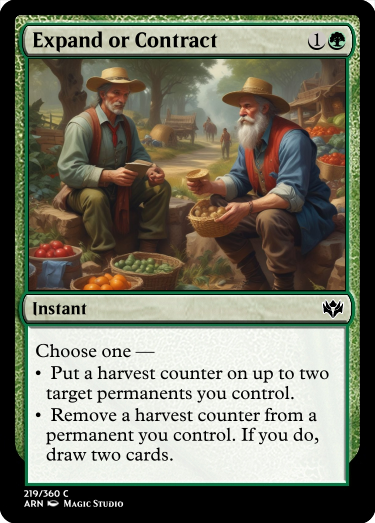 Expand or Contract 1
Instant
Choose one —
• Put a harvest counter on up to two
target permanents you control.
• Remove a harvest counter from a
permanent you control. If you do,
draw two cards.
219/360 C
ARN Magic Studio